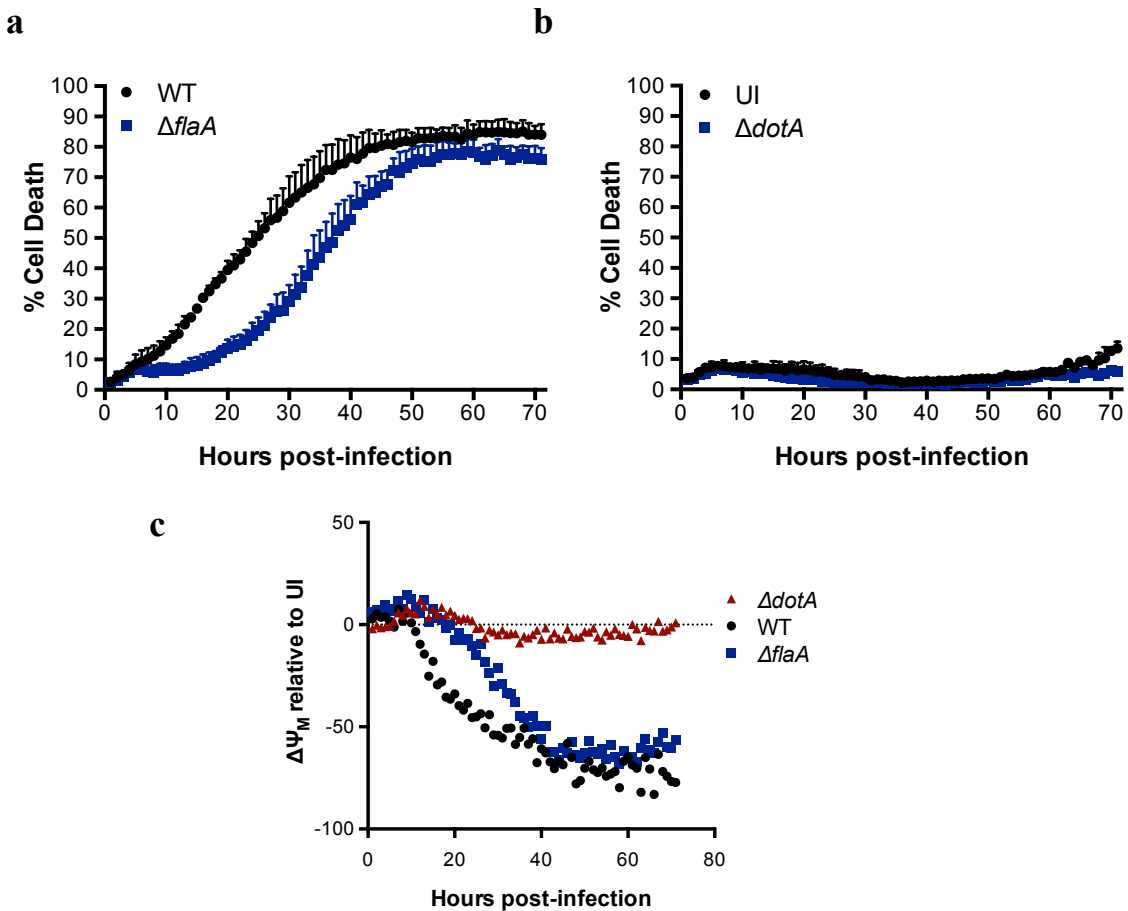 a
b
100
90
80
70
60
50
40
30
20
10
0
% Cell Death
WT
ΔflaA
0 10 20 30 40 50 60 70
Hours post-infection
100
90
80
70
60
50
40
30
20
10
0
% Cell Death
UI
ΔdotA
0 10 20 30 40 50 60 70
Hours post-infection
c
50
0
-50
-100
ΔΨM relative to UI
ΔdotA
WT
ΔflaA
0 20 40 60 80
Hours post-infection